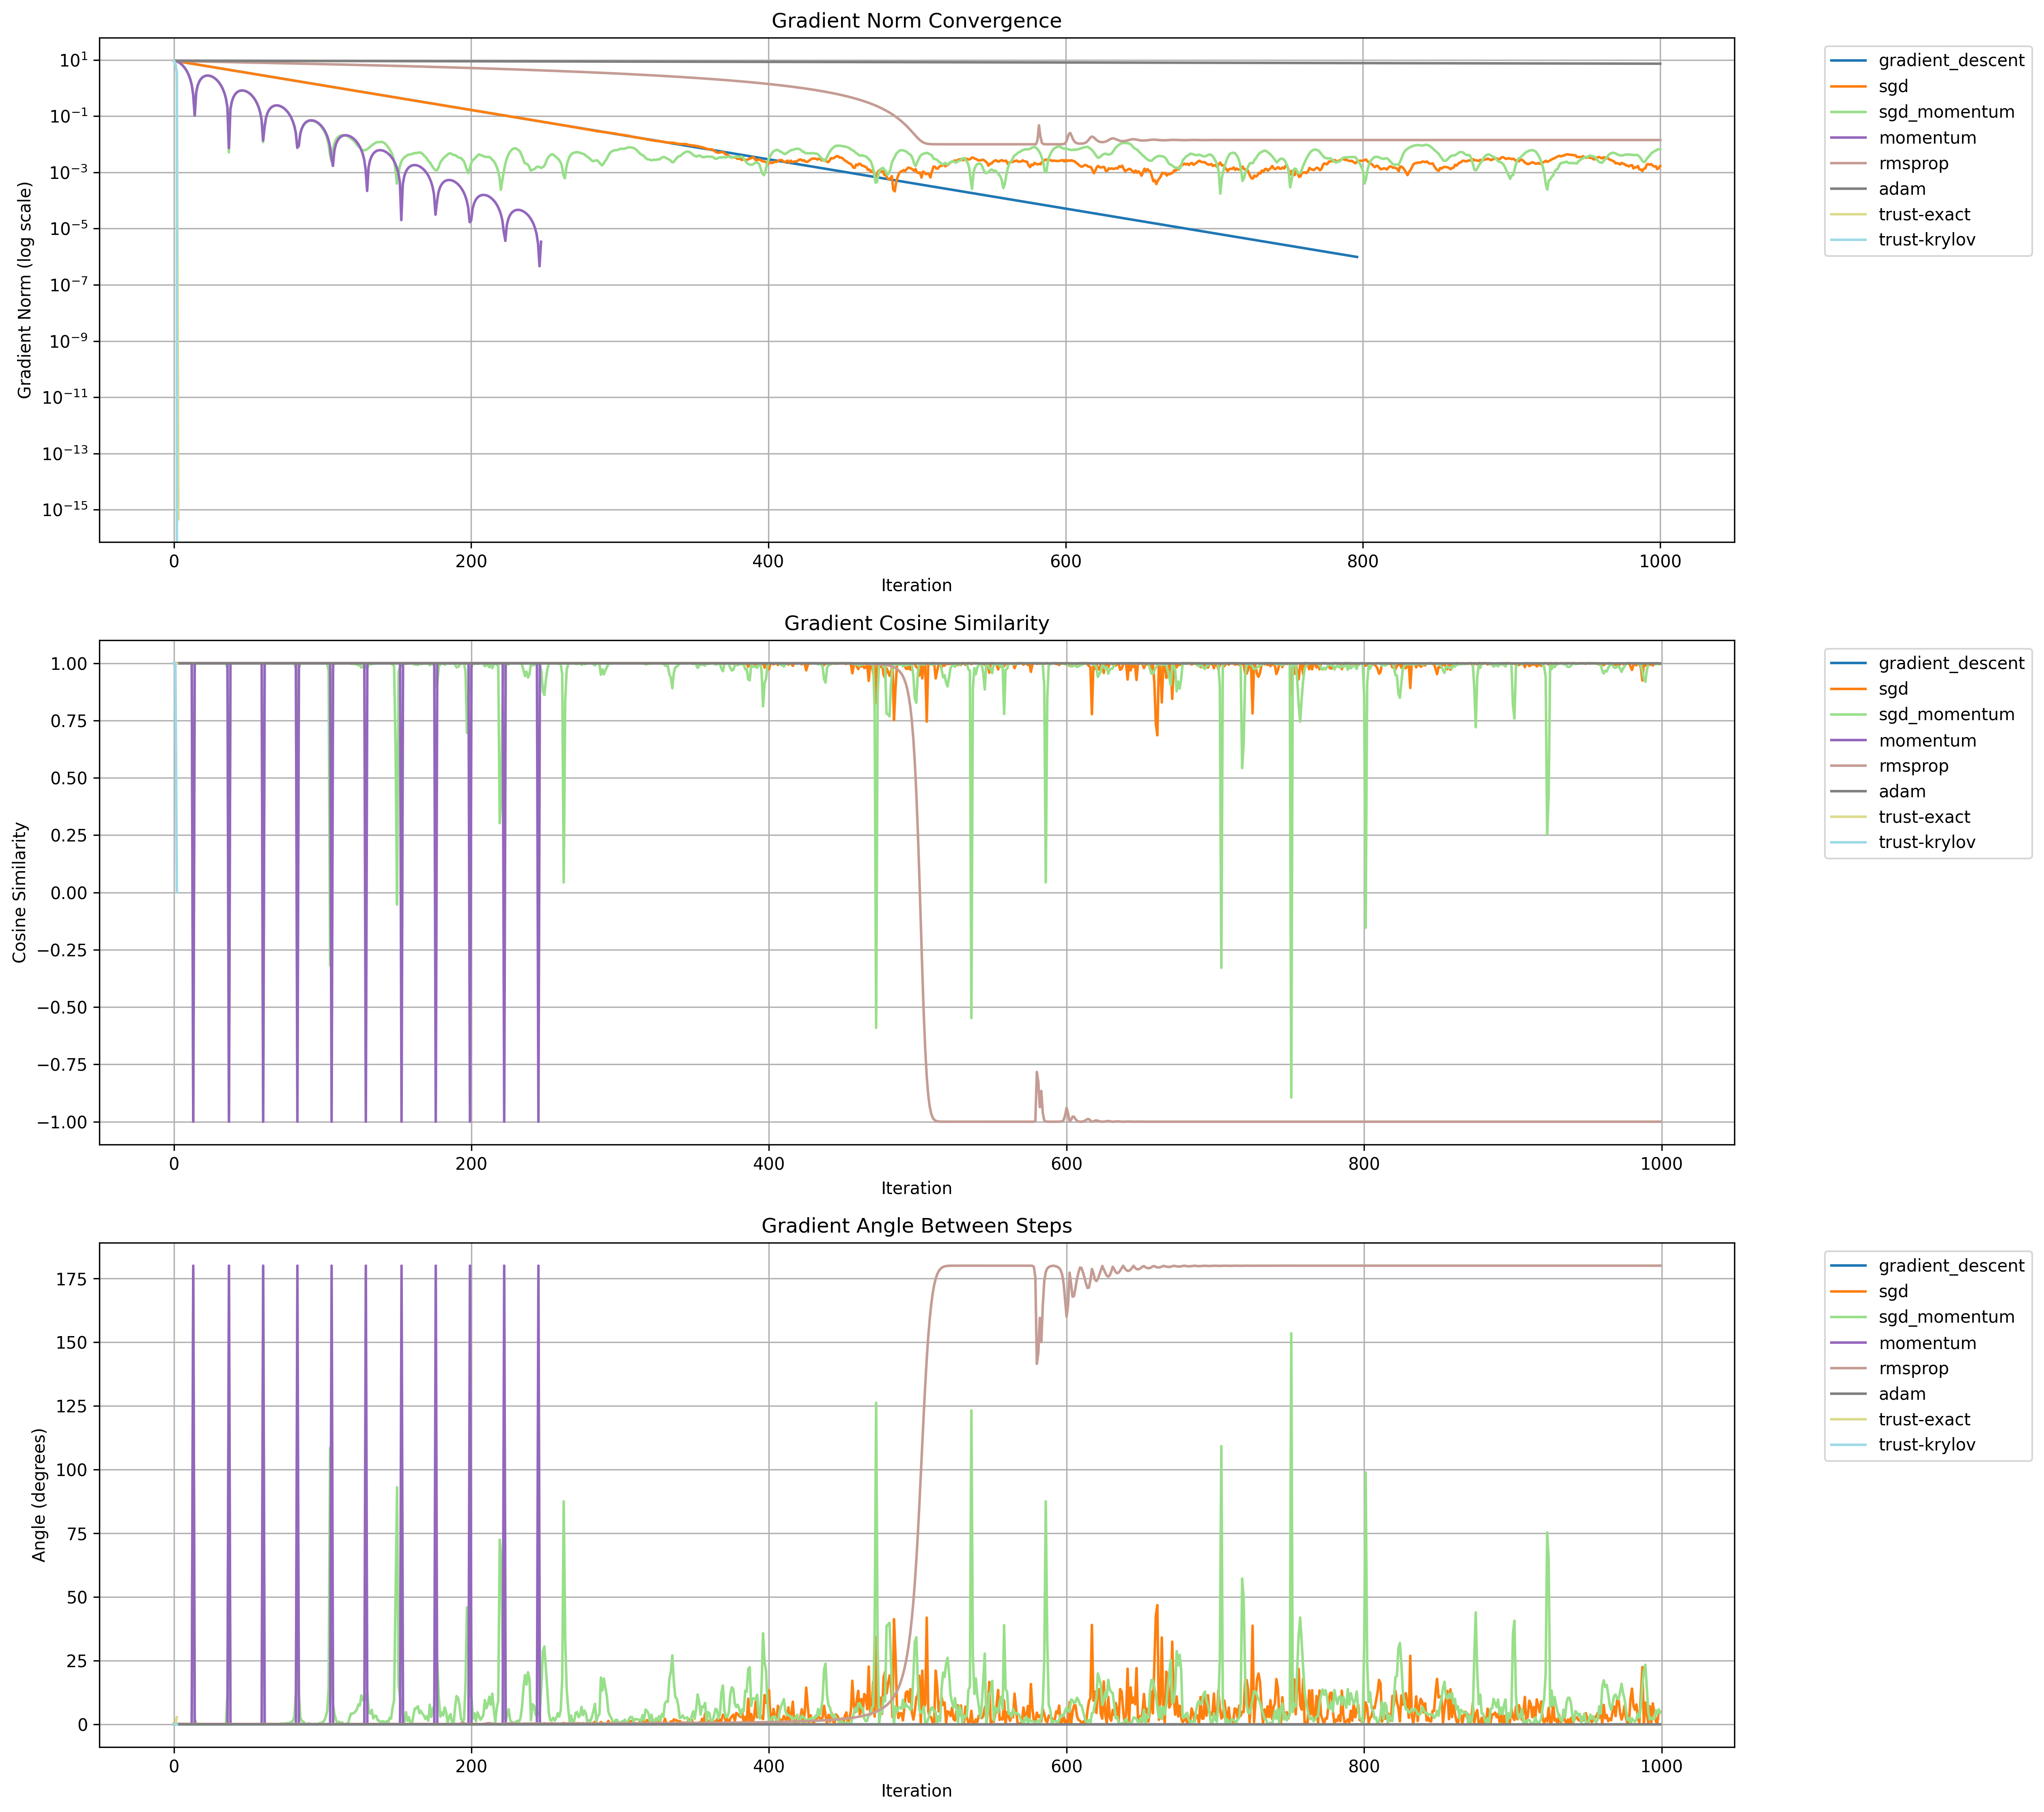 Gradient Norm Convergence
Gradient Norm (log scale)
10^1
10^-1
10^-3
10^-5
10^-7
10^-9
10^-11
10^-13
10^-15
0 200 400 600 800 1000
Iteration
gradient_descent
sgd
sgd_momentum
momentum
rmsprop
adam
trust-exact
trust-krylov
Gradient Cosine Similarity
Cosine Similarity
1.00
0.75
0.50
0.25
0.00
−0.25
−0.50
−0.75
−1.00
0 200 400 600 800 1000
Iteration
gradient_descent
sgd
sgd_momentum
momentum
rmsprop
adam
trust-exact
trust-krylov
Gradient Angle Between Steps
Angle (degrees)
175
150
125
100
75
50
25
0
0 200 400 600 800 1000
Iteration
gradient_descent
sgd
sgd_momentum
momentum
rmsprop
adam
trust-exact
trust-krylov